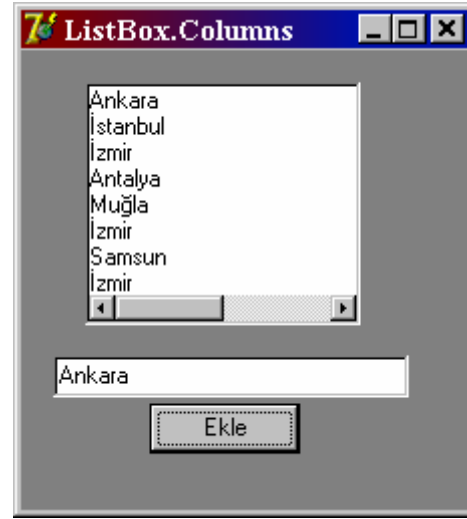 ListBox.Columns
Ankara
İstanbul
İzmir
Antalya
Muğla
İzmir
Samsun
İzmir
Ankara
Ekle